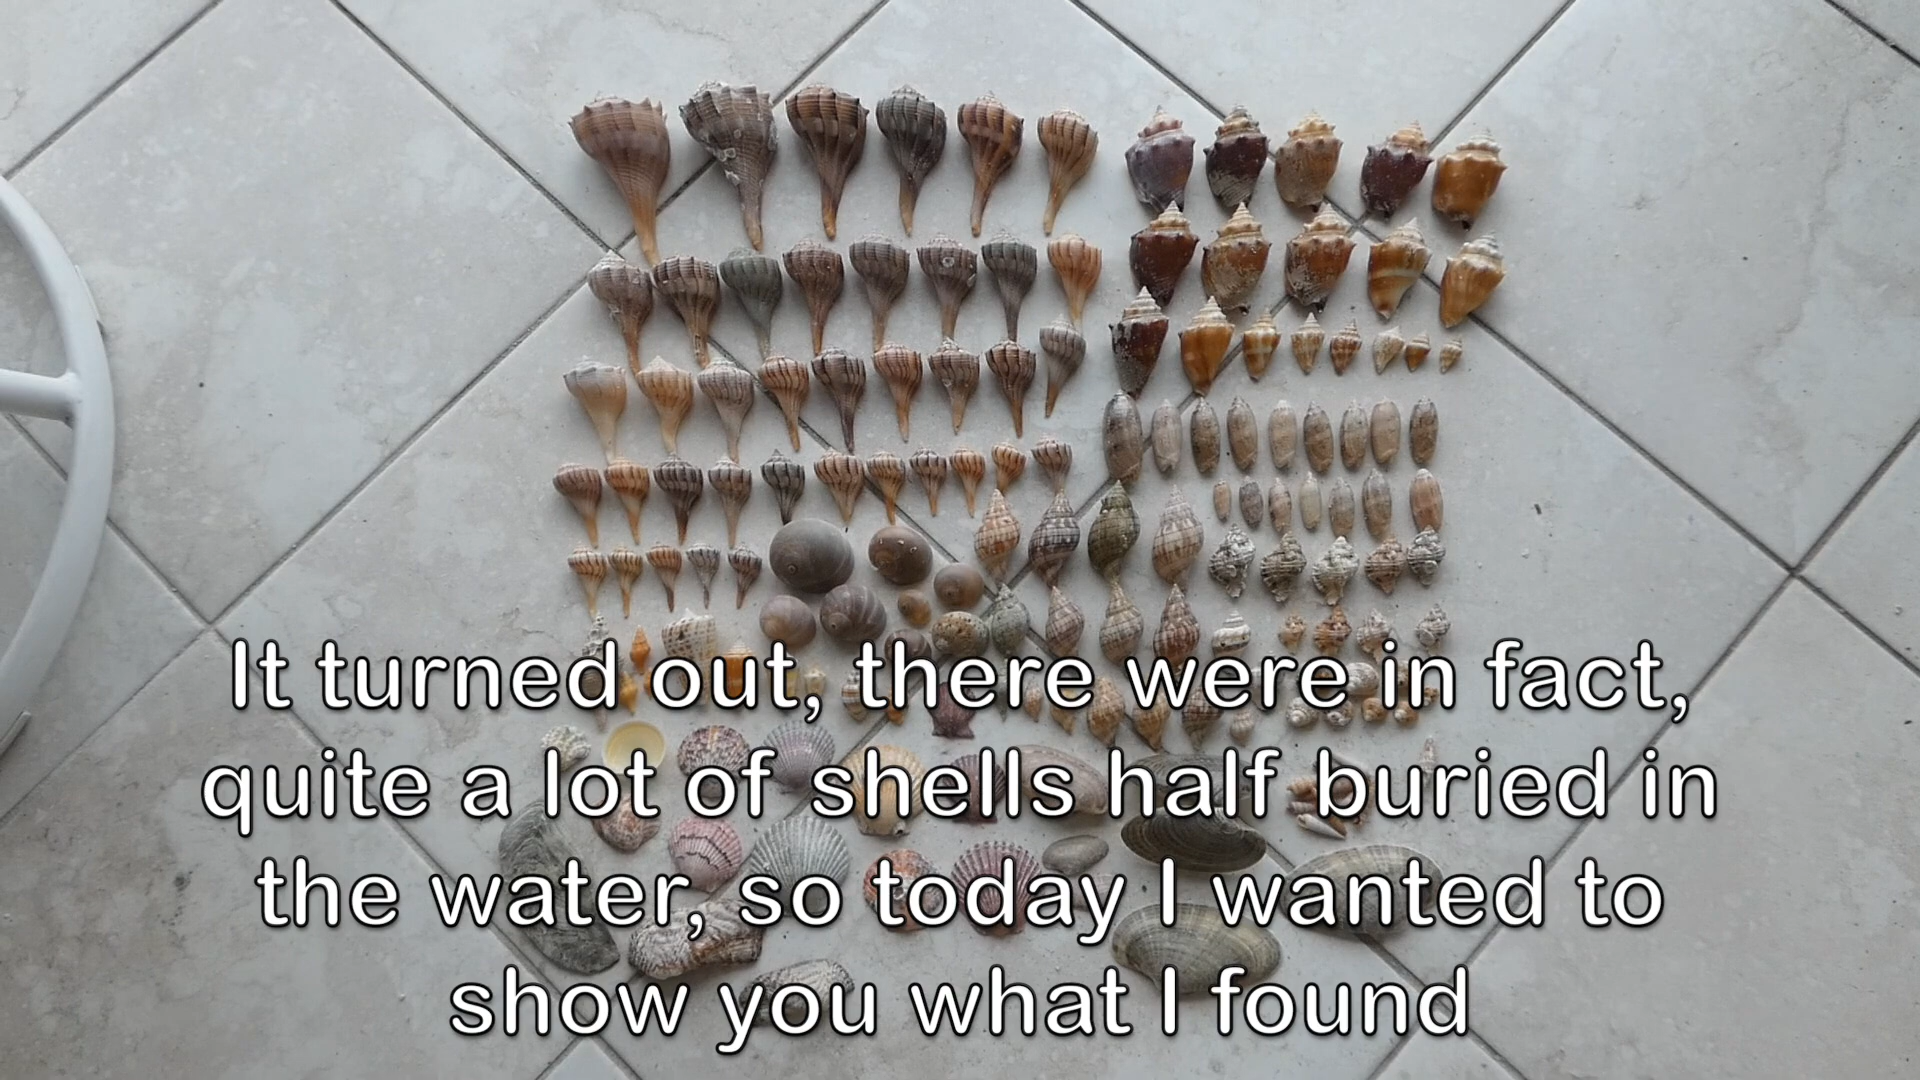 It turned out, there were in fact,
quite a lot of shells half buried in
the water, so today I wanted to
show you what I found